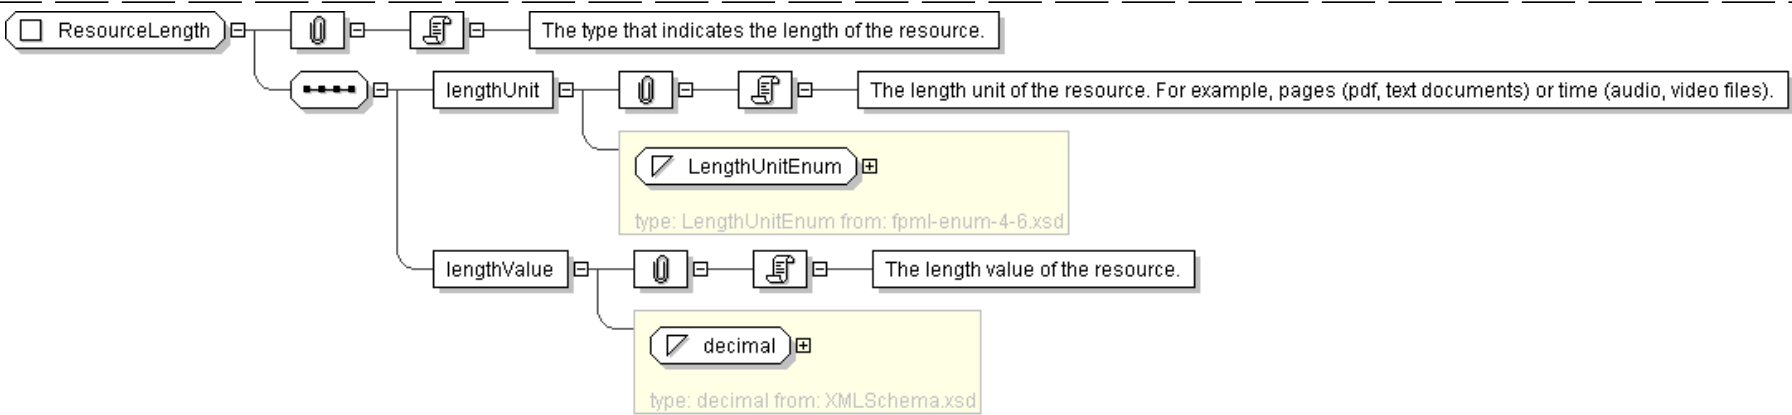 ResourceLength
The type that indicates the length of the resource.
lengthUnit
The length unit of the resource. For example, pages (pdf, text documents) or time (audio, video files).
LengthUnitEnum
type: LengthUnitEnum from: fpml-enum-4-6.xsd
lengthValue
The length value of the resource.
decimal
type: decimal from: XMLSchema.xsd